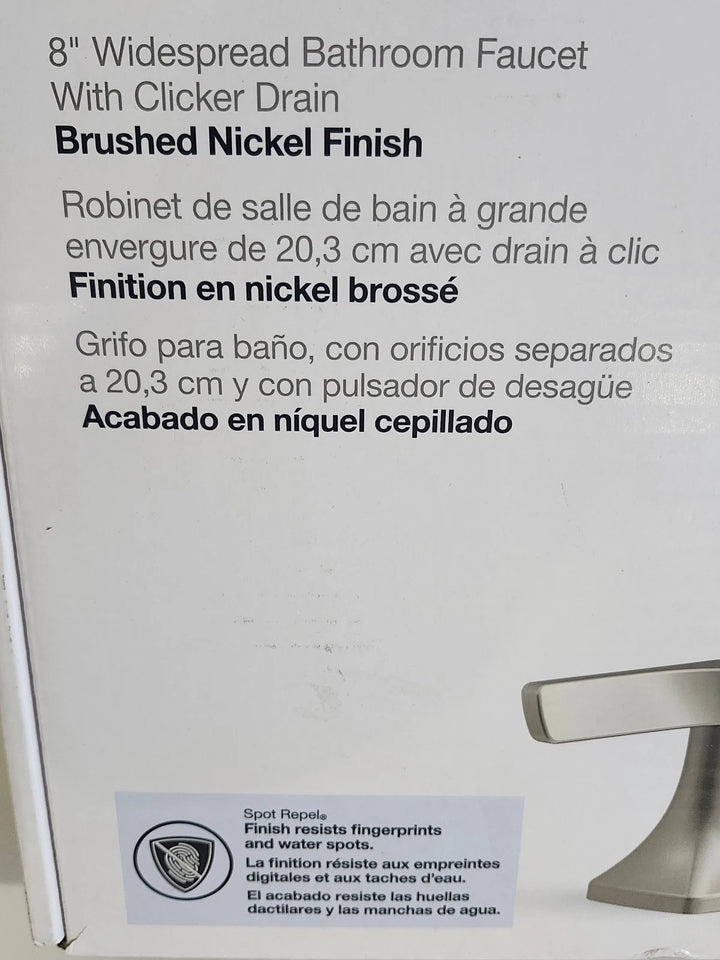 8" Widespread Bathroom Faucet
With Clicker Drain
Brushed Nickel Finish
Robinet de salle de bain à grande
envergure de 20,3 cm avec drain à clic
Finition en nickel brossé
Grifo para baño, con orificios separados
a 20,3 cm y con pulsador de desagüe
Acabado en níquel cepillado
Spot Repel®
Finish resists fingerprints
and water spots.
La finition résiste aux empreintes
digitales et aux taches d'eau.
El acabado resiste las huellas
dactilares y las manchas de agua.